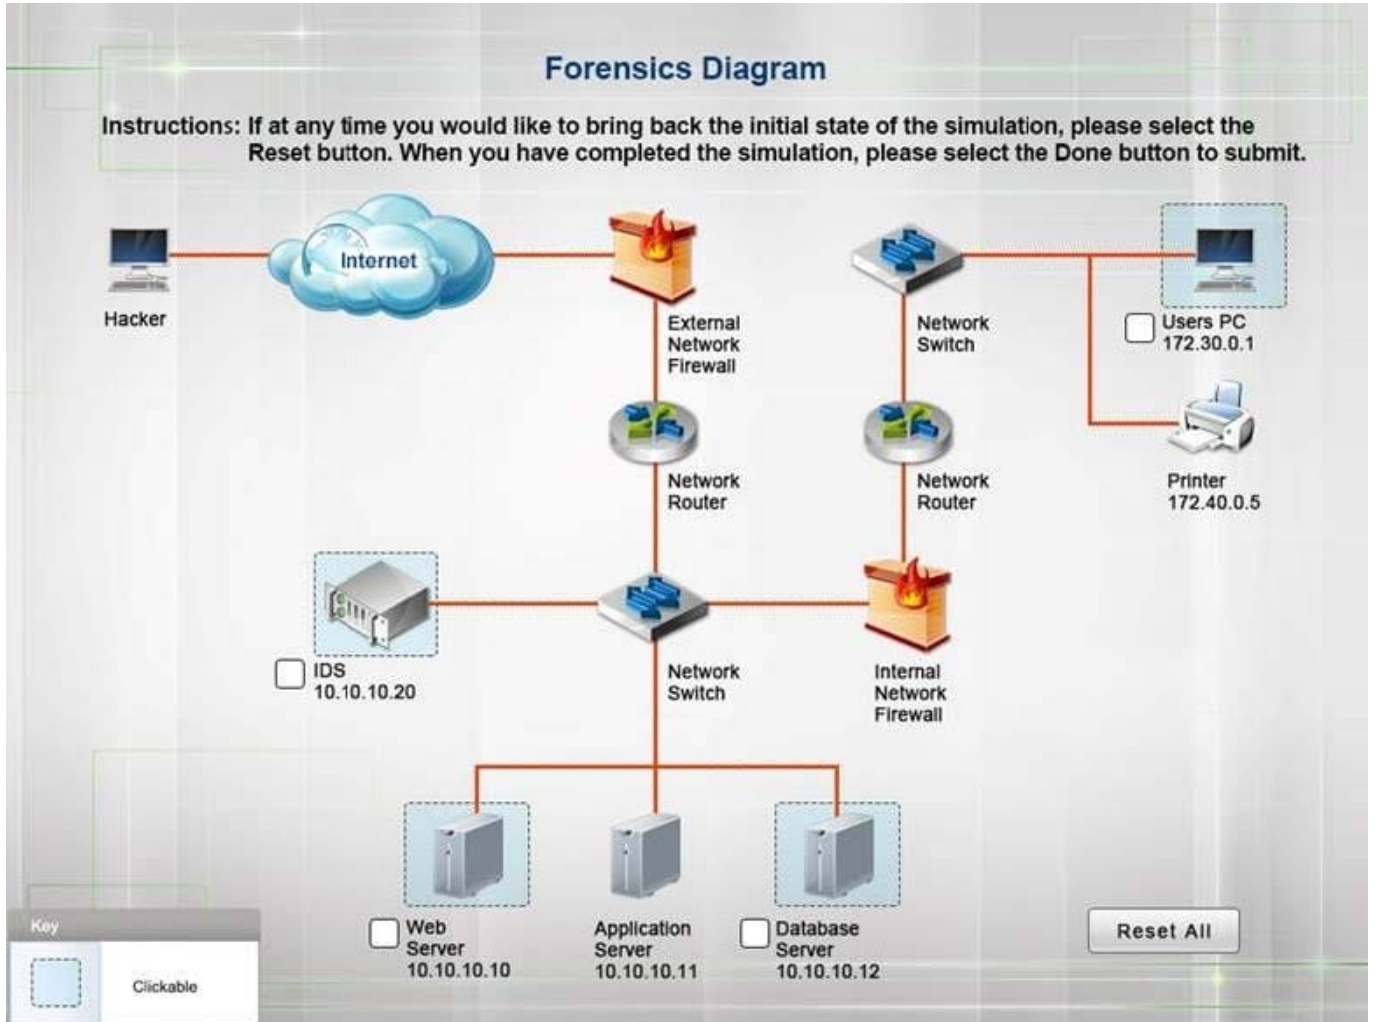 Forensics Diagram
Instructions: If at any time you would like to bring back the initial state of the simulation, please select the
Reset button. When you have completed the simulation, please select the Done button to submit.
Hacker
Internet
External
Network
Firewall
Network
Switch
Users PC
172.30.0.1
Network
Router
Network
Router
Printer
172.40.0.5
IDS
10.10.10.20
Network
Switch
Internal
Network
Firewall
Web
Server
10.10.10.10
Application
Server
10.10.10.11
Database
Server
10.10.10.12
Reset All
Key
Clickable